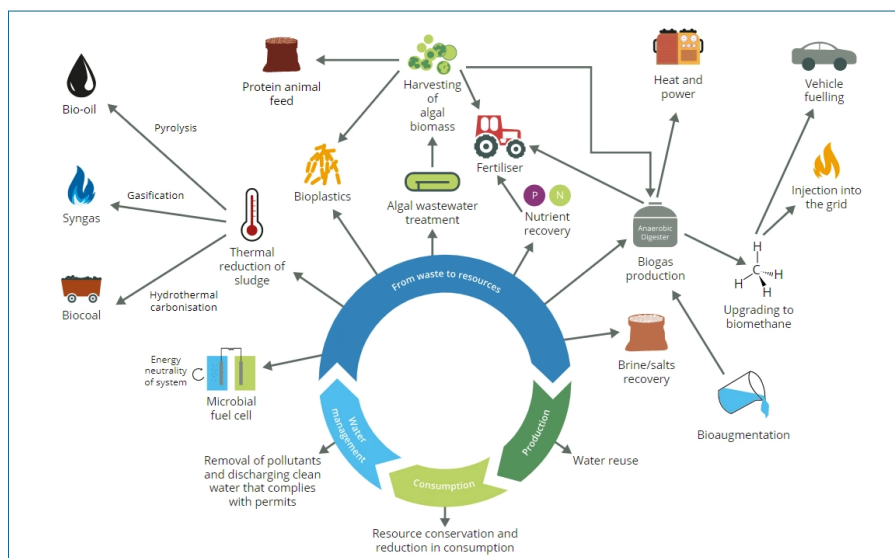 Bio-oil
Pyrolysis
Gasification
Syngas
Biocoal
Hydrothermal
carbonisation
Thermal
reduction of
sludge
Protein animal
feed
Bioplastics
Harvesting
of
algal
biomass
Algal wastewater
treatment
Fertiliser
P N
Nutrient
recovery
Heat and
power
Vehicle
fuelling
Injection into
the grid
Anaerobic
Digester
Biogas
production
H
H
C
H
H
Upgrading to
biomethane
Bioaugmentation
Brine/salts
recovery
From waste to resources
Energy
neutrality
of system
Microbial
fuel cell
Water
management
Production
Consumption
Removal of pollutants
and discharging clean
water that complies
with permits
Water reuse
Resource conservation and
reduction in consumption